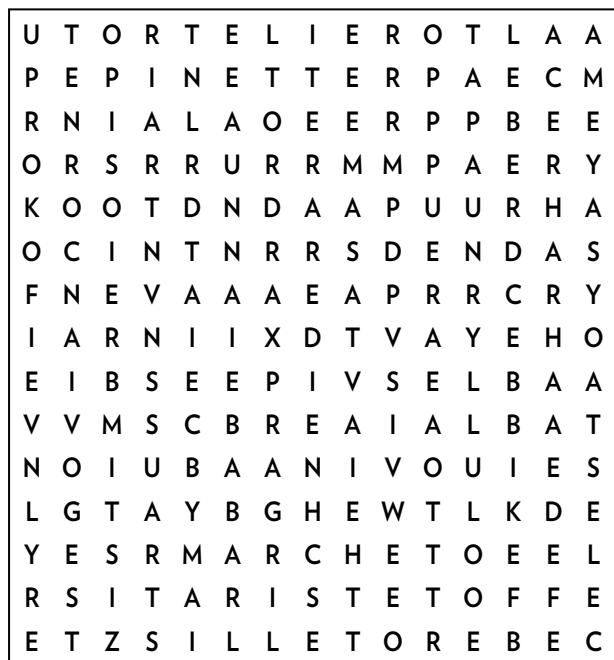 U T O R T E L I E R O T L A A
P E P I N E T T E R P A E C M
R N I A L A O E E R P P B E E
O R S R R U R R M M P A E R Y
K O O T D N D A A P U U R H A
O C I N T N R R S D E N D A S
F N E V A A A E A P R R C R Y
I A R N I I X D T V A Y E H O
E I B S E E P I V S E L B A A
V V M S C B R E A I A L B A T
N O I U B A A N I V O U I E S
L G T A Y B G H E W T L K D E
Y E S R M A R C H E T O E E L
R S I T A R I S T E T O F F E
E T Z S I L L E T O R E B E C